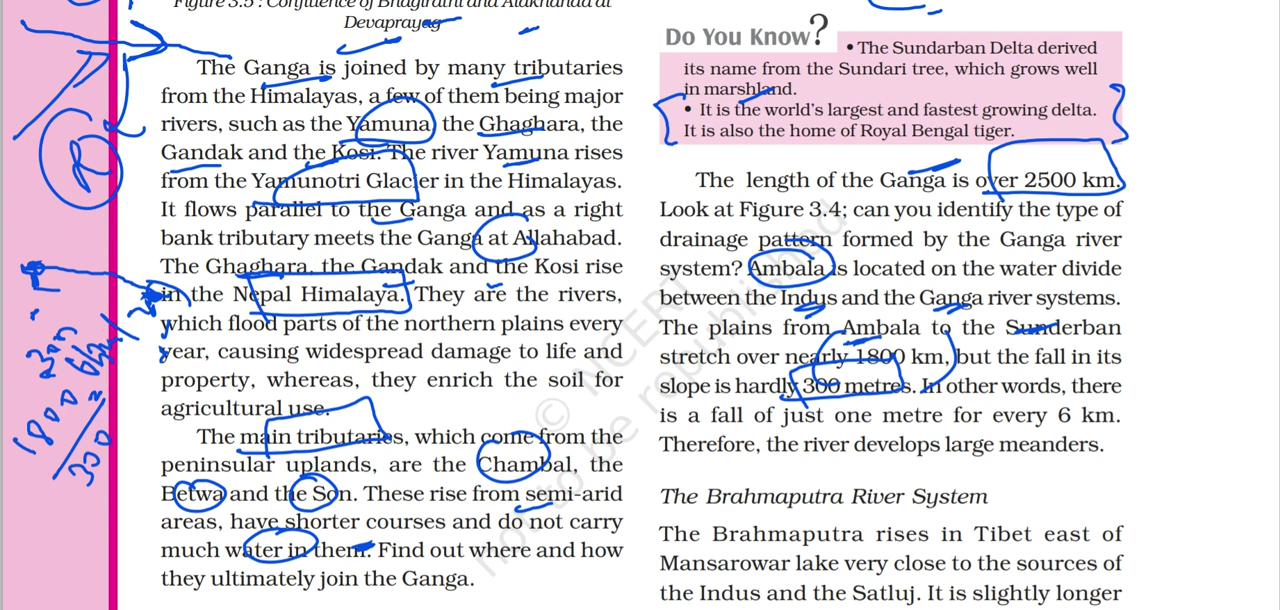 Figure 3.5 : Confluence of Bhagirathi and Alakhanda at
Devaprayag
The Ganga is joined by many tributaries
from the Himalayas, a few of them being major
rivers, such as the Yamuna, the Ghaghara, the
Gandak and the Kosi. The river Yamuna rises
from the Yamunotri Glacier in the Himalayas.
It flows parallel to the Ganga and as a right
bank tributary meets the Ganga at Allahabad.
The Ghaghara, the Gandak and the Kosi rise
in the Nepal Himalaya. They are the rivers,
which flood parts of the northern plains every
year, causing widespread damage to life and
property, whereas, they enrich the soil for
agricultural use.
The main tributaries, which come from the
peninsular uplands, are the Chambal, the
Betwa and the Son. These rise from semi-arid
areas, have shorter courses and do not carry
much water in them. Find out where and how
they ultimately join the Ganga.
Do You Know?
• The Sundarban Delta derived
its name from the Sundari tree, which grows well
in marshland.
• It is the world's largest and fastest growing delta.
It is also the home of Royal Bengal tiger.
The length of the Ganga is over 2500 km.
Look at Figure 3.4; can you identify the type of
drainage pattern formed by the Ganga river
system? Ambala is located on the water divide
between the Indus and the Ganga river systems.
The plains from Ambala to the Sunderban
stretch over nearly 1800 km, but the fall in its
slope is hardly 300 metres. In other words, there
is a fall of just one metre for every 6 km.
Therefore, the river develops large meanders.
The Brahmaputra River System
The Brahmaputra rises in Tibet east of
Mansarowar lake very close to the sources of
the Indus and the Satluj. It is slightly longer
© NCERT
not to be republished
1800
300